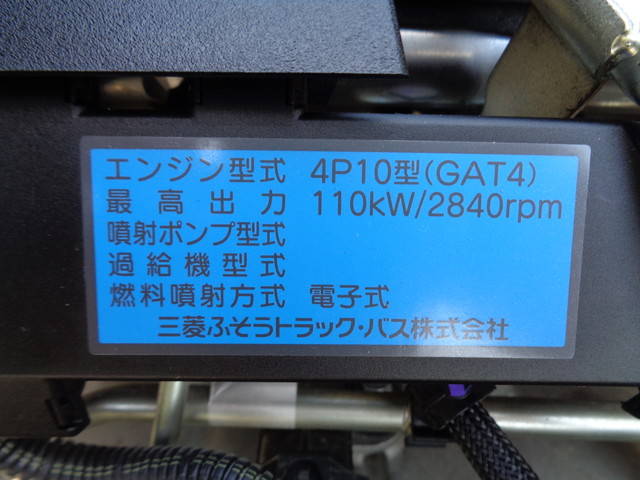 エンジン型式 4P10型(GAT4)
最高出力 110kW/2840rpm
噴射ポンプ型式
過給機型式
燃料噴射方式 電子式
三菱ふそうトラック・バス株式会社